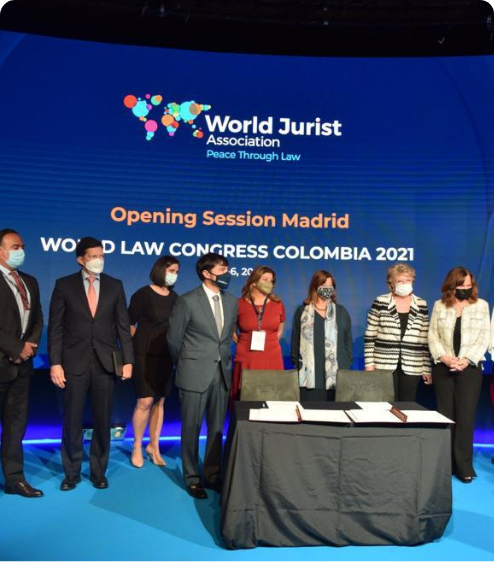 World Jurist
Association
Peace Through Law
Opening Session Madrid
WORLD LAW CONGRESS COLOMBIA 2021